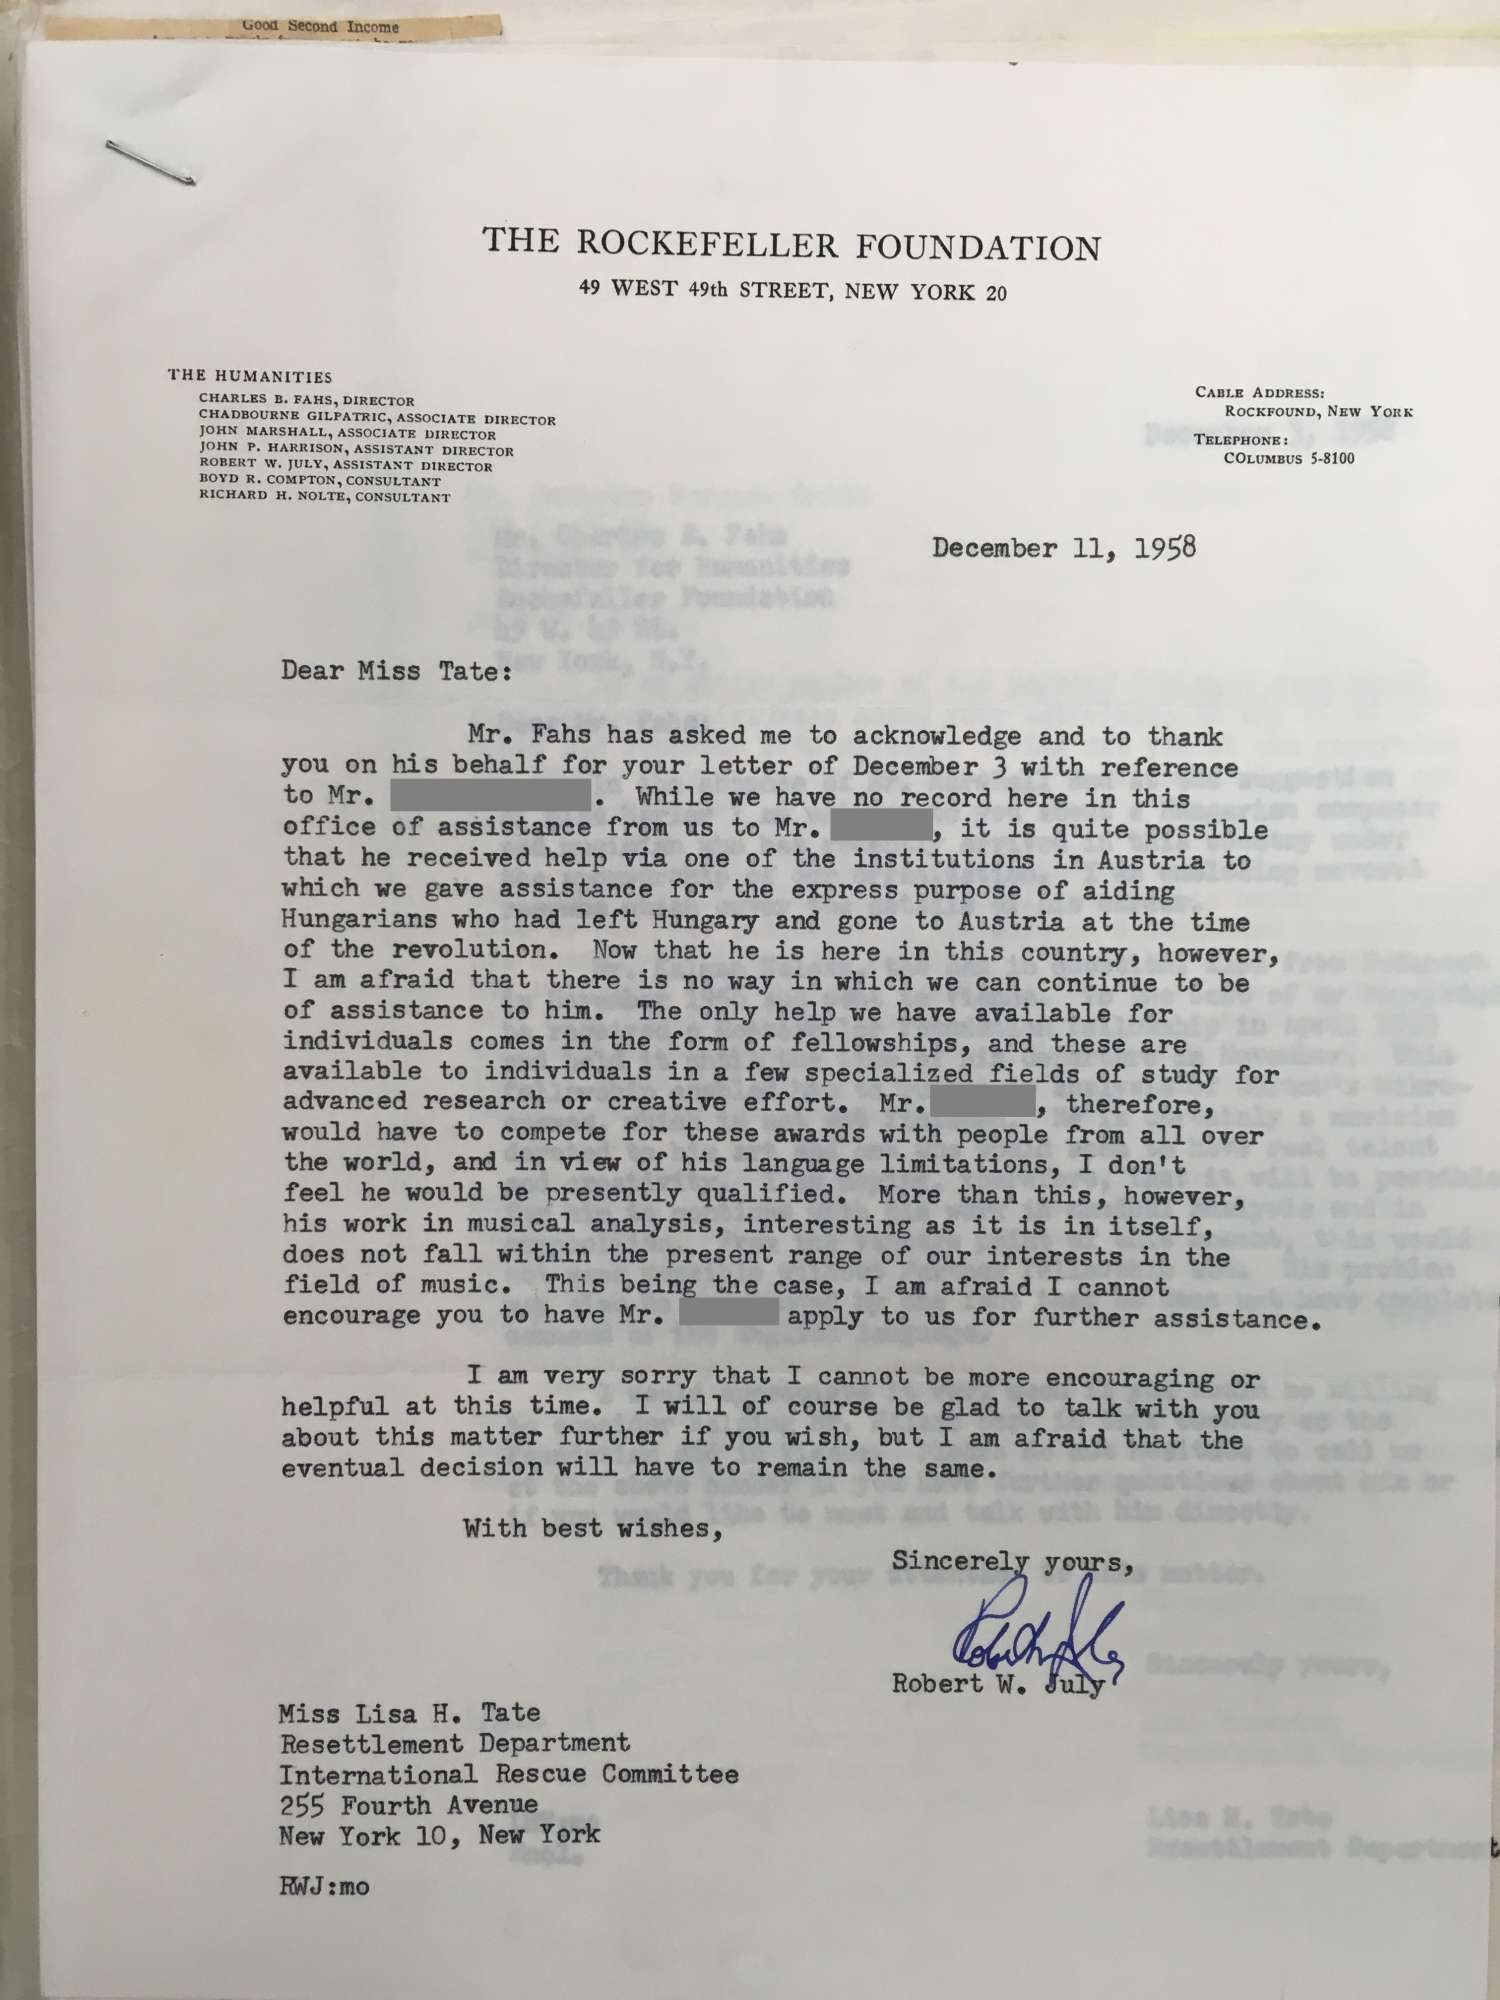 Good Second Income
THE ROCKEFELLER FOUNDATION
49 WEST 49th STREET, NEW YORK 20
THE HUMANITIES
CHARLES B. FAHS, DIRECTOR
CHADBOURNE GILPATRIC, ASSOCIATE DIRECTOR
JOHN MARSHALL, ASSOCIATE DIRECTOR
JOHN P. HARRISON, ASSISTANT DIRECTOR
ROBERT W. JULY, ASSISTANT DIRECTOR
BOYD R. COMPTON, CONSULTANT
RICHARD H. NOLTE, CONSULTANT
CABLE ADDRESS:
ROCKFOUND, NEW YORK
TELEPHONE:
COLUMBUS 5-8100
December 11, 1958
Dear Miss Tate:
Mr. Fahs has asked me to acknowledge and to thank
you on his behalf for your letter of December 3 with reference
to Mr. . While we have no record here in this
office of assistance from us to Mr. , it is quite possible
that he received help via one of the institutions in Austria to
which we gave assistance for the express purpose of aiding
Hungarians who had left Hungary and gone to Austria at the time
of the revolution. Now that he is here in this country, however,
I am afraid that there is no way in which we can continue to be
of assistance to him. The only help we have available for
individuals comes in the form of fellowships, and these are
available to individuals in a few specialized fields of study for
advanced research or creative effort. Mr. , therefore,
would have to compete for these awards with people from all over
the world, and in view of his language limitations, I don't
feel he would be presently qualified. More than this, however,
his work in musical analysis, interesting as it is in itself,
does not fall within the present range of our interests in the
field of music. This being the case, I am afraid I cannot
encourage you to have Mr. apply to us for further assistance.
I am very sorry that I cannot be more encouraging or
helpful at this time. I will of course be glad to talk with you
about this matter further if you wish, but I am afraid that the
eventual decision will have to remain the same.
With best wishes,
Sincerely yours,
Robert W. July
Miss Lisa H. Tate
Resettlement Department
International Rescue Committee
255 Fourth Avenue
New York 10, New York
RWJ:mo